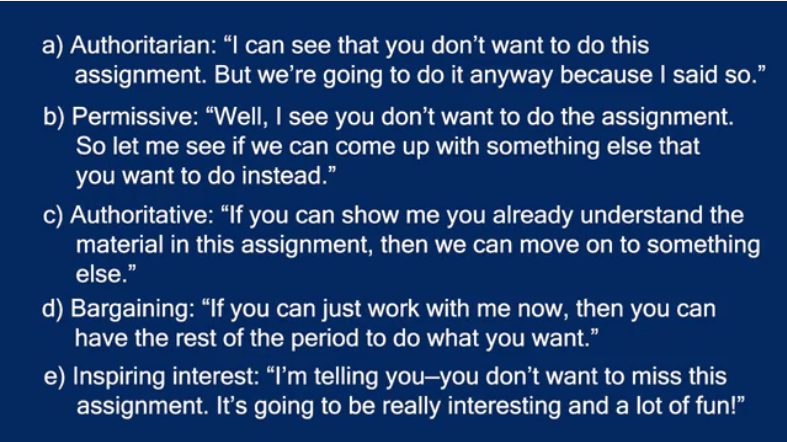 a) Authoritarian: “I can see that you don’t want to do this
assignment. But we’re going to do it anyway because I said so.”
b) Permissive: “Well, I see you don’t want to do the assignment.
So let me see if we can come up with something else that
you want to do instead.”
c) Authoritative: “If you can show me you already understand the
material in this assignment, then we can move on to something
else.”
d) Bargaining: “If you can just work with me now, then you can
have the rest of the period to do what you want.”
e) Inspiring interest: “I’m telling you–you don’t want to miss this
assignment. It’s going to be really interesting and a lot of fun!”